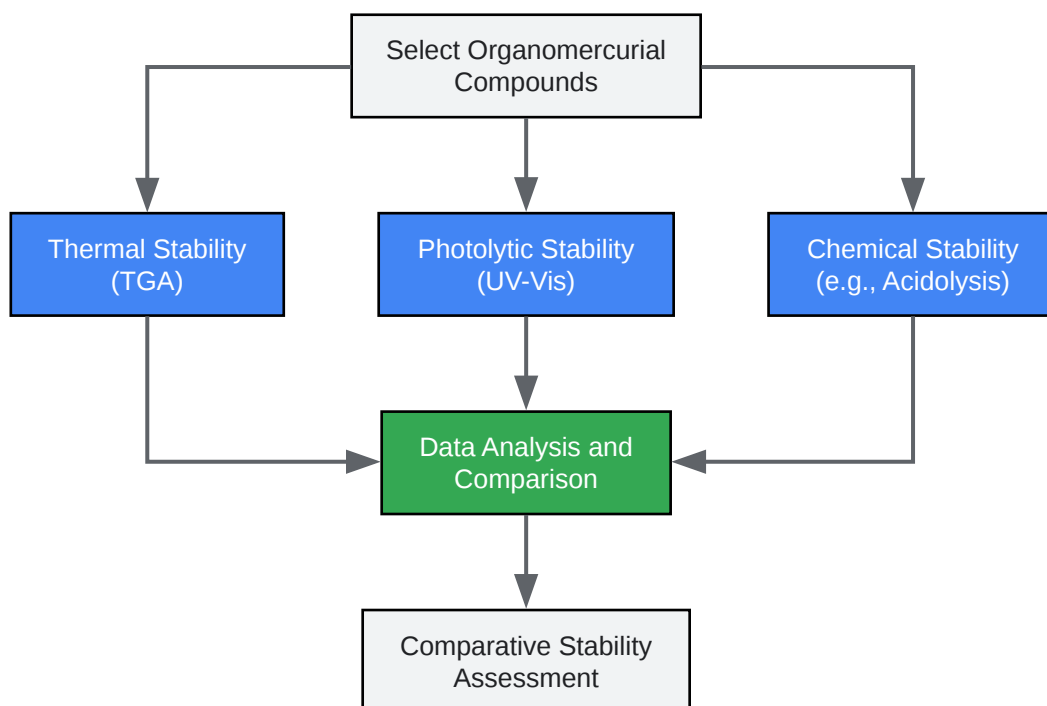 Select Organomercurial
Compounds
Thermal Stability
(TGA)
Photolytic Stability
(UV-Vis)
Chemical Stability
(e.g., Acidolysis)
Data Analysis and
Comparison
Comparative Stability
Assessment